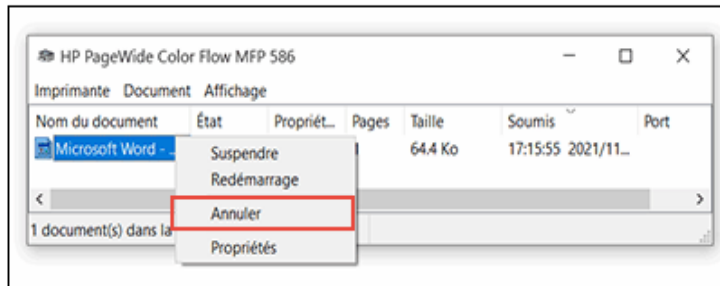 HP PageWide Color Flow MFP 586
Imprimante Document Affichage
Nom du document État Propriét... Pages Taille Soumis Port
Microsoft Word - ... 64.4 Ko 17:15:55 2021/11...
Suspendre
Redémarrage
Annuler
1 document(s) dans la
Propriétés